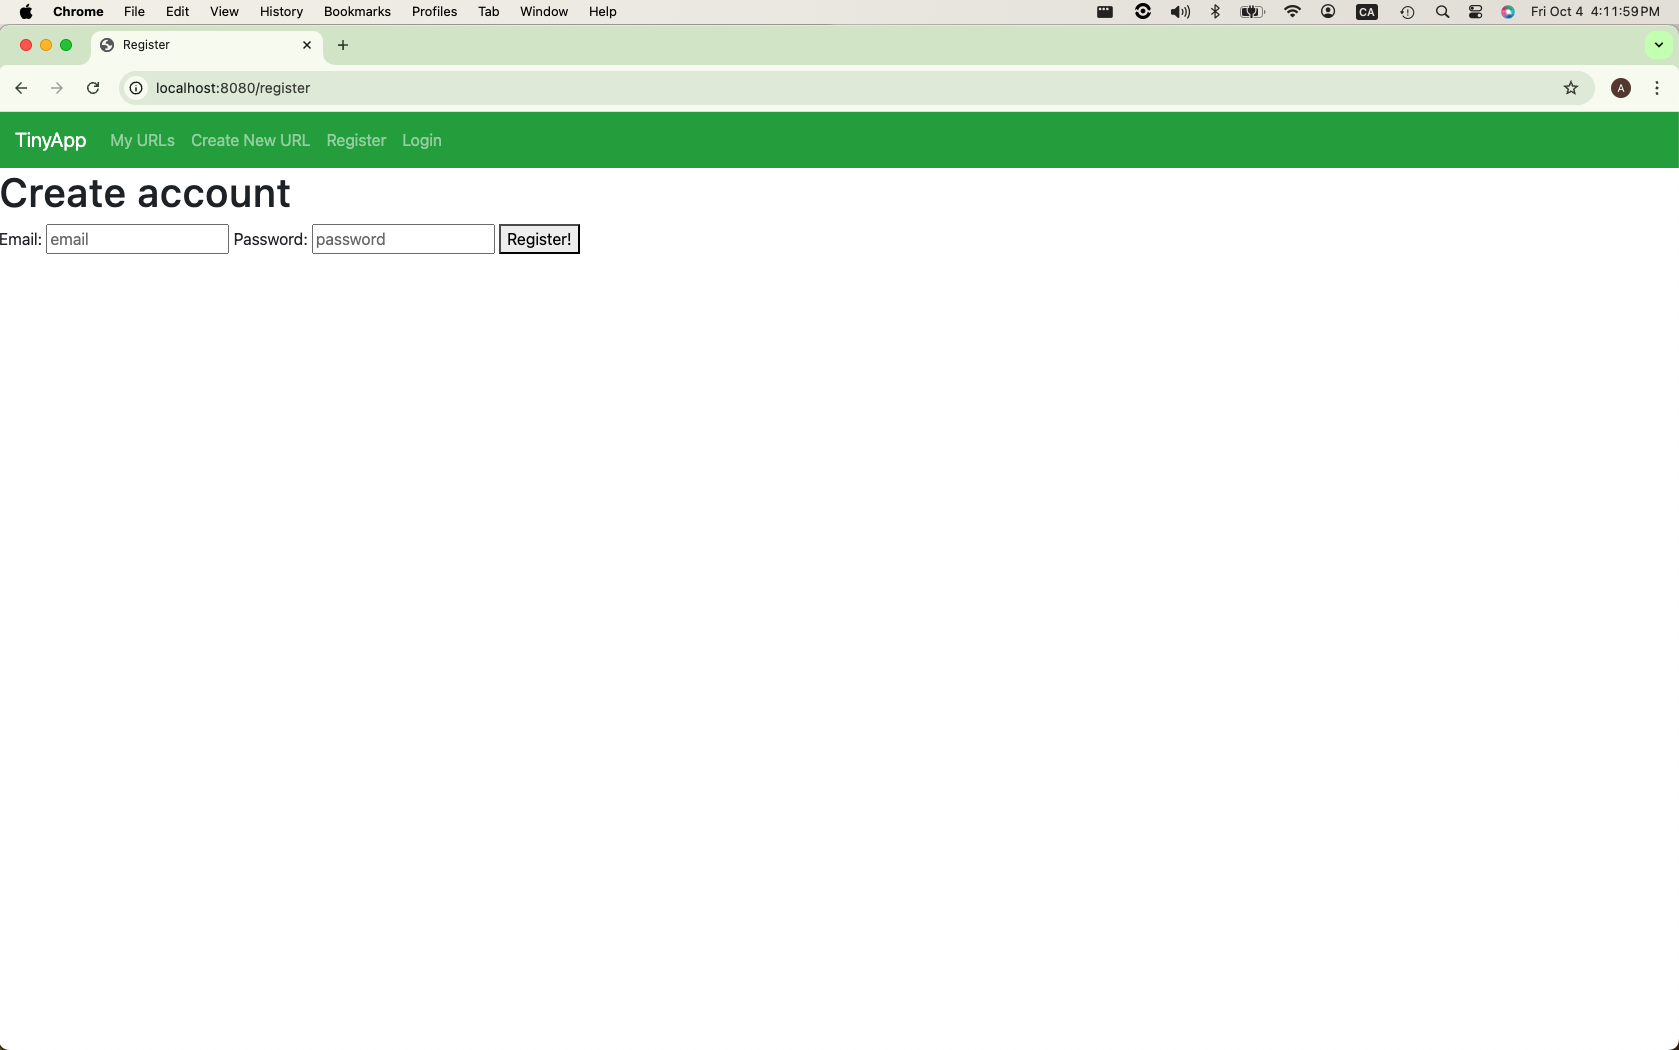 Chrome File Edit View History Bookmarks Profiles Tab Window Help CA Fri Oct 4 4:11:59 PM
Register
localhost:8080/register A
TinyApp My URLs Create New URL Register Login
Create account
Email: email Password: password Register!